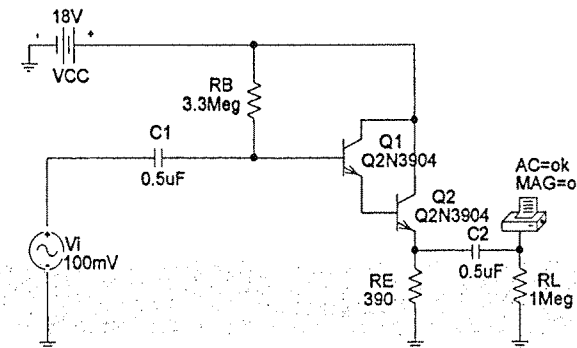 18V
VCC
RB
3.3Meg
C1
0.5uF
Q1
Q2N3904
AC=ok
MAG=o
Q2
Q2N3904
C2
0.5uF
Vi
100mV
RE
390
RL
1Meg